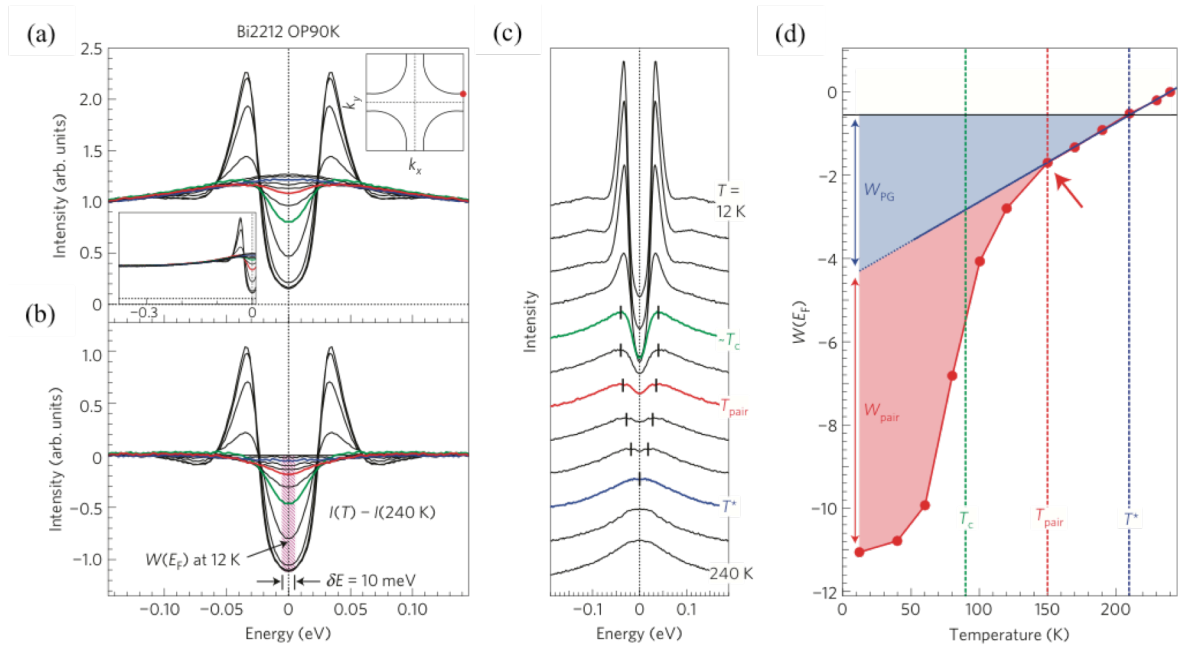 (a)
Bi2212 OP90K
2.5
2.0
1.5
1.0
0.5
0
Intensity (arb. units)
k_y
k_x
−0.3
0
(b)
1.0
0.5
0
−0.5
−1.0
Intensity (arb. units)
I(T) − I(240 K)
W(E_F) at 12 K
δE = 10 meV
−0.10
−0.05
0
0.05
0.10
Energy (eV)
(c)
Intensity
T =
12 K
~T_c
T_pair
T*
240 K
−0.1
0
0.1
Energy (eV)
(d)
0
−2
−4
−6
−8
−10
−12
W(E_F)
W_PG
W_pair
T_c
T_pair
T*
0
50
100
150
200
Temperature (K)